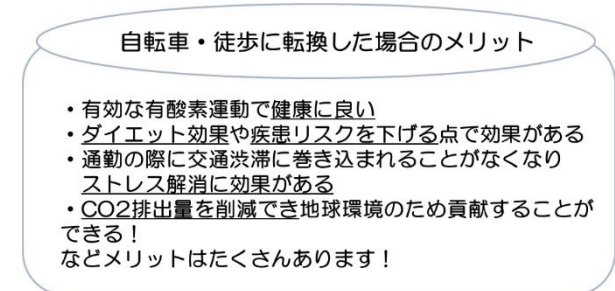 自転車・徒歩に転換した場合のメリット
・有効な有酸素運動で健康に良い
・ダイエット効果や疾患リスクを下げる点で効果がある
・通勤の際に交通渋滞に巻き込まれることがなくなり
ストレス解消に効果がある
・CO2排出量を削減でき地球環境のため貢献することが
できる！
などメリットはたくさんあります！